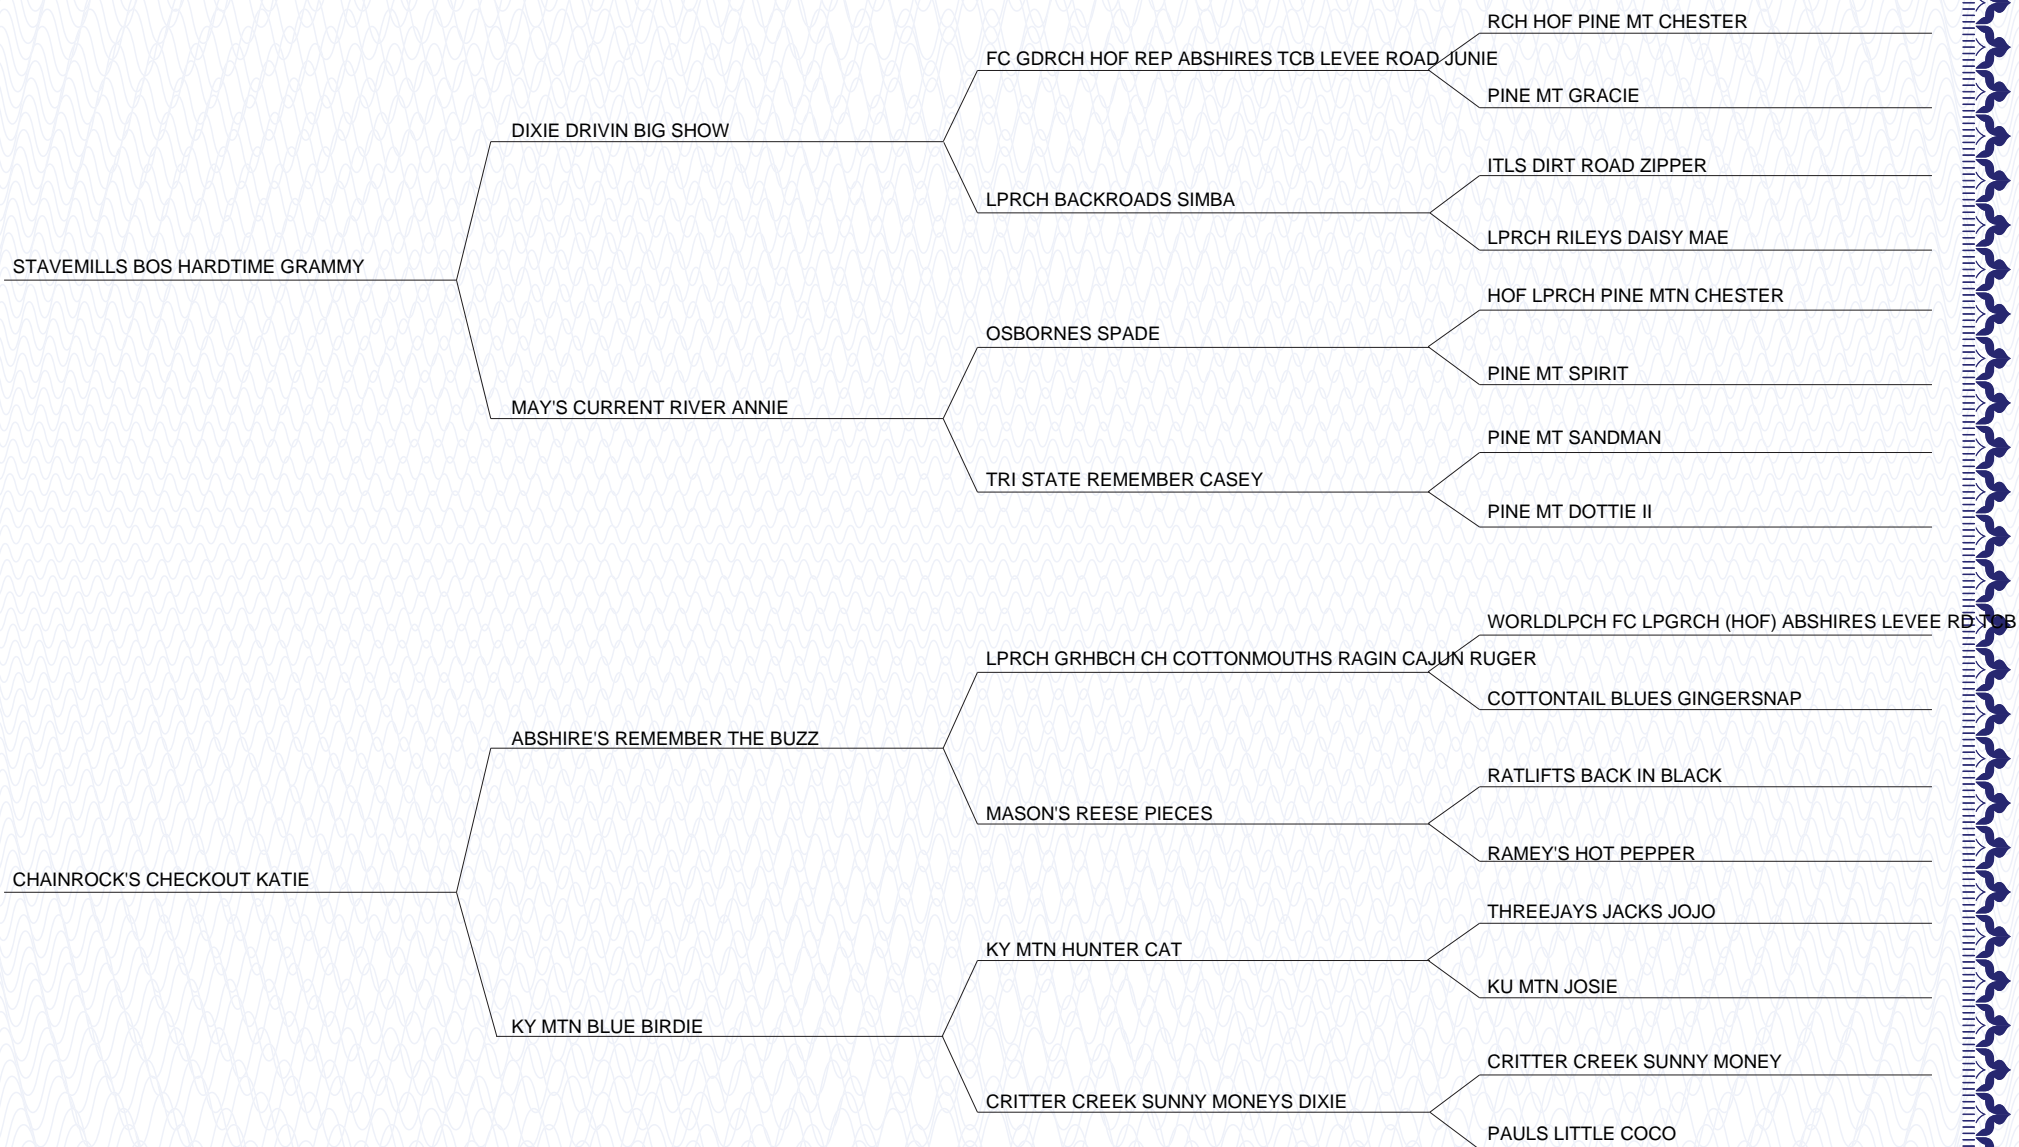 RCH HOF PINE MT CHESTER
FC GDRCH HOF REP ABSHIRES TCB LEVEE ROAD JUNIE
PINE MT GRACIE
DIXIE DRIVIN BIG SHOW
ITLS DIRT ROAD ZIPPER
LPRCH BACKROADS SIMBA
LPRCH RILEYS DAISY MAE
STAVEMILLS BOS HARDTIME GRAMMY
HOF LPRCH PINE MTN CHESTER
OSBORNES SPADE
PINE MT SPIRIT
MAY'S CURRENT RIVER ANNIE
PINE MT SANDMAN
TRI STATE REMEMBER CASEY
PINE MT DOTTIE II
WORLDLPCH FC LPGRCH (HOF) ABSHIRES LEVEE RD TCB
LPRCH GRHBCH CH COTTONMOUTHS RAGIN CAJUN RUGER
COTTONTAIL BLUES GINGERSNAP
ABSHIRE'S REMEMBER THE BUZZ
RATLIFTS BACK IN BLACK
MASON'S REESE PIECES
RAMEY'S HOT PEPPER
CHAINROCK'S CHECKOUT KATIE
THREEJAYS JACKS JOJO
KY MTN HUNTER CAT
KU MTN JOSIE
KY MTN BLUE BIRDIE
CRITTER CREEK SUNNY MONEY
CRITTER CREEK SUNNY MONEYS DIXIE
PAULS LITTLE COCO